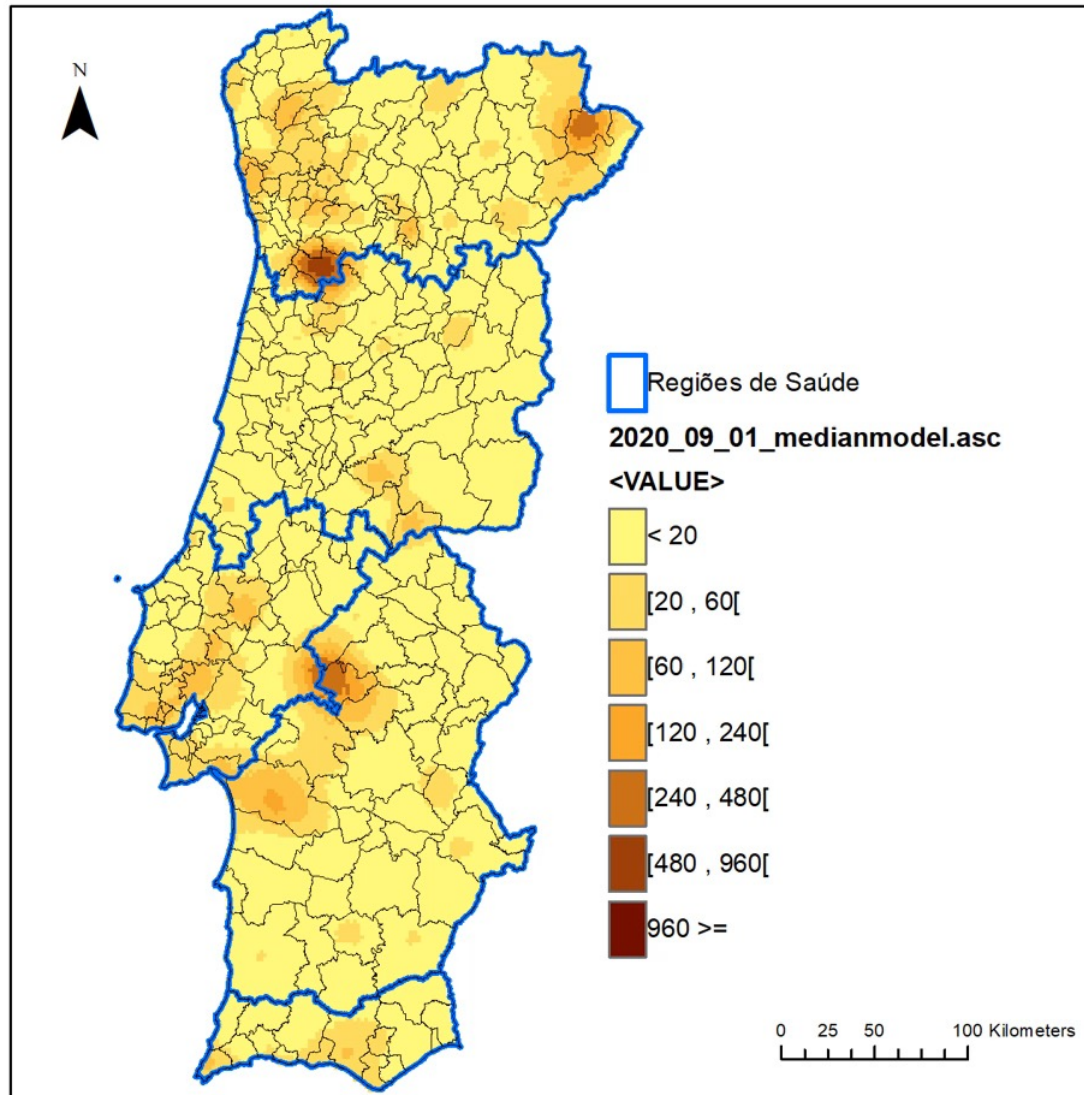 N
Regiões de Saúde
2020_09_01_medianmodel.asc
<VALUE>
< 20
[20 , 60[
[60 , 120[
[120 , 240[
[240 , 480[
[480 , 960[
960 >=
0 25 50 100 Kilometers